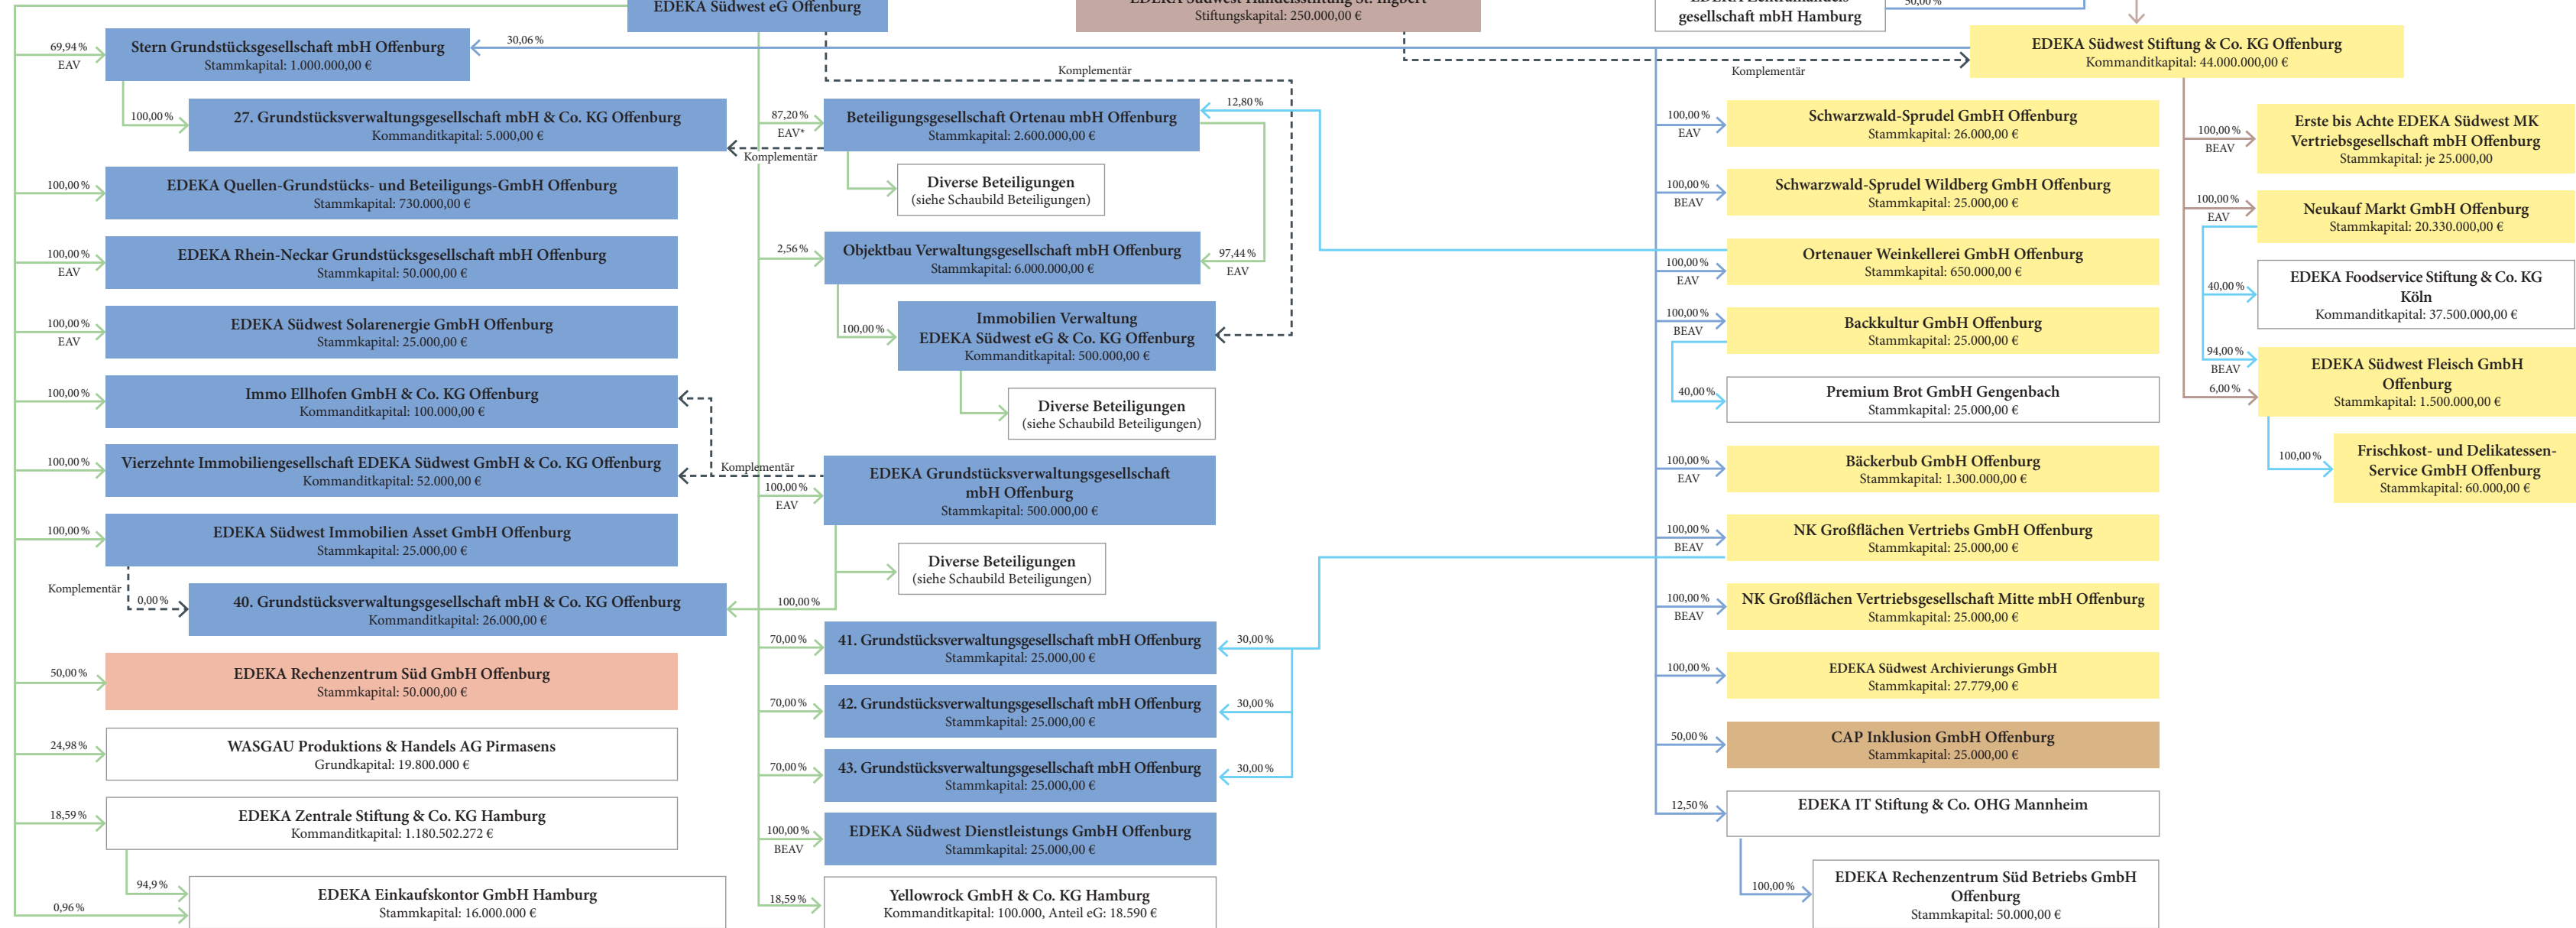 EDEKA Südwest eG Offenburg
Stiftungskapital: 250.000,00 €
gesellschaft mbH Hamburg
50,00 %
69,94 %
EAV
Stern Grundstücksgesellschaft mbH Offenburg
Stammkapital: 1.000.000,00 €
30,06 %
100,00 %
27. Grundstücksverwaltungsgesellschaft mbH & Co. KG Offenburg
Kommanditkapital: 5.000,00 €
100,00 %
EDEKA Quellen-Grundstücks- und Beteiligungs-GmbH Offenburg
Stammkapital: 730.000,00 €
100,00 %
EAV
EDEKA Rhein-Neckar Grundstücksgesellschaft mbH Offenburg
Stammkapital: 50.000,00 €
100,00 %
EAV
EDEKA Südwest Solarenergie GmbH Offenburg
Stammkapital: 25.000,00 €
100,00 %
Immo Ellhofen GmbH & Co. KG Offenburg
Kommanditkapital: 100.000,00 €
100,00 %
Vierzehnte Immobiliengesellschaft EDEKA Südwest GmbH & Co. KG Offenburg
Kommanditkapital: 52.000,00 €
100,00 %
EDEKA Südwest Immobilien Asset GmbH Offenburg
Stammkapital: 25.000,00 €
Komplementär
0,00 %
40. Grundstücksverwaltungsgesellschaft mbH & Co. KG Offenburg
Kommanditkapital: 26.000,00 €
50,00 %
EDEKA Rechenzentrum Süd GmbH Offenburg
Stammkapital: 50.000,00 €
24,98 %
WASGAU Produktions & Handels AG Pirmasens
Grundkapital: 19.800.000 €
18,59 %
EDEKA Zentrale Stiftung & Co. KG Hamburg
Kommanditkapital: 1.180.502.272 €
94,9 %
0,96 %
EDEKA Einkaufskontor GmbH Hamburg
Stammkapital: 16.000.000 €
Komplementär
87,20 %
EAV*
Komplementär
Beteiligungsgesellschaft Ortenau mbH Offenburg
Stammkapital: 2.600.000,00 €
12,80 %
Diverse Beteiligungen
(siehe Schaubild Beteiligungen)
2,56 %
Objektbau Verwaltungsgesellschaft mbH Offenburg
Stammkapital: 6.000.000,00 €
97,44 %
EAV
100,00 %
Immobilien Verwaltung
EDEKA Südwest eG & Co. KG Offenburg
Kommanditkapital: 500.000,00 €
Diverse Beteiligungen
(siehe Schaubild Beteiligungen)
Komplementär
100,00 %
EAV
EDEKA Grundstücksverwaltungsgesellschaft
mbH Offenburg
Stammkapital: 500.000,00 €
Diverse Beteiligungen
(siehe Schaubild Beteiligungen)
100,00 %
70,00 %
41. Grundstücksverwaltungsgesellschaft mbH Offenburg
Stammkapital: 25.000,00 €
30,00 %
70,00 %
42. Grundstücksverwaltungsgesellschaft mbH Offenburg
Stammkapital: 25.000,00 €
30,00 %
70,00 %
43. Grundstücksverwaltungsgesellschaft mbH Offenburg
Stammkapital: 25.000,00 €
30,00 %
100,00 %
BEAV
EDEKA Südwest Dienstleistungs GmbH Offenburg
Stammkapital: 25.000,00 €
18,59 %
Yellowrock GmbH & Co. KG Hamburg
Kommanditkapital: 100.000, Anteil eG: 18.590 €
Komplementär
EDEKA Südwest Stiftung & Co. KG Offenburg
Kommanditkapital: 44.000.000,00 €
100,00 %
EAV
Schwarzwald-Sprudel GmbH Offenburg
Stammkapital: 26.000,00 €
100,00 %
BEAV
Schwarzwald-Sprudel Wildberg GmbH Offenburg
Stammkapital: 25.000,00 €
100,00 %
EAV
Ortenauer Weinkellerei GmbH Offenburg
Stammkapital: 650.000,00 €
100,00 %
BEAV
Backkultur GmbH Offenburg
Stammkapital: 25.000,00 €
40,00 %
Premium Brot GmbH Gengenbach
Stammkapital: 25.000,00 €
100,00 %
EAV
Bäckerbub GmbH Offenburg
Stammkapital: 1.300.000,00 €
100,00 %
BEAV
NK Großflächen Vertriebs GmbH Offenburg
Stammkapital: 25.000,00 €
100,00 %
BEAV
NK Großflächen Vertriebsgesellschaft Mitte mbH Offenburg
Stammkapital: 25.000,00 €
100,00 %
EDEKA Südwest Archivierungs GmbH
Stammkapital: 27.779,00 €
50,00 %
CAP Inklusion GmbH Offenburg
Stammkapital: 25.000,00 €
12,50 %
EDEKA IT Stiftung & Co. OHG Mannheim
100,00 %
EDEKA Rechenzentrum Süd Betriebs GmbH
Offenburg
Stammkapital: 50.000,00 €
100,00 %
BEAV
Erste bis Achte EDEKA Südwest MK
Vertriebsgesellschaft mbH Offenburg
Stammkapital: je 25.000,00
100,00 %
EAV
Neukauf Markt GmbH Offenburg
Stammkapital: 20.330.000,00 €
40,00 %
EDEKA Foodservice Stiftung & Co. KG
Köln
Kommanditkapital: 37.500.000,00 €
94,00 %
BEAV
6,00 %
EDEKA Südwest Fleisch GmbH
Offenburg
Stammkapital: 1.500.000,00 €
100,00 %
Frischkost- und Delikatessen-
Service GmbH Offenburg
Stammkapital: 60.000,00 €